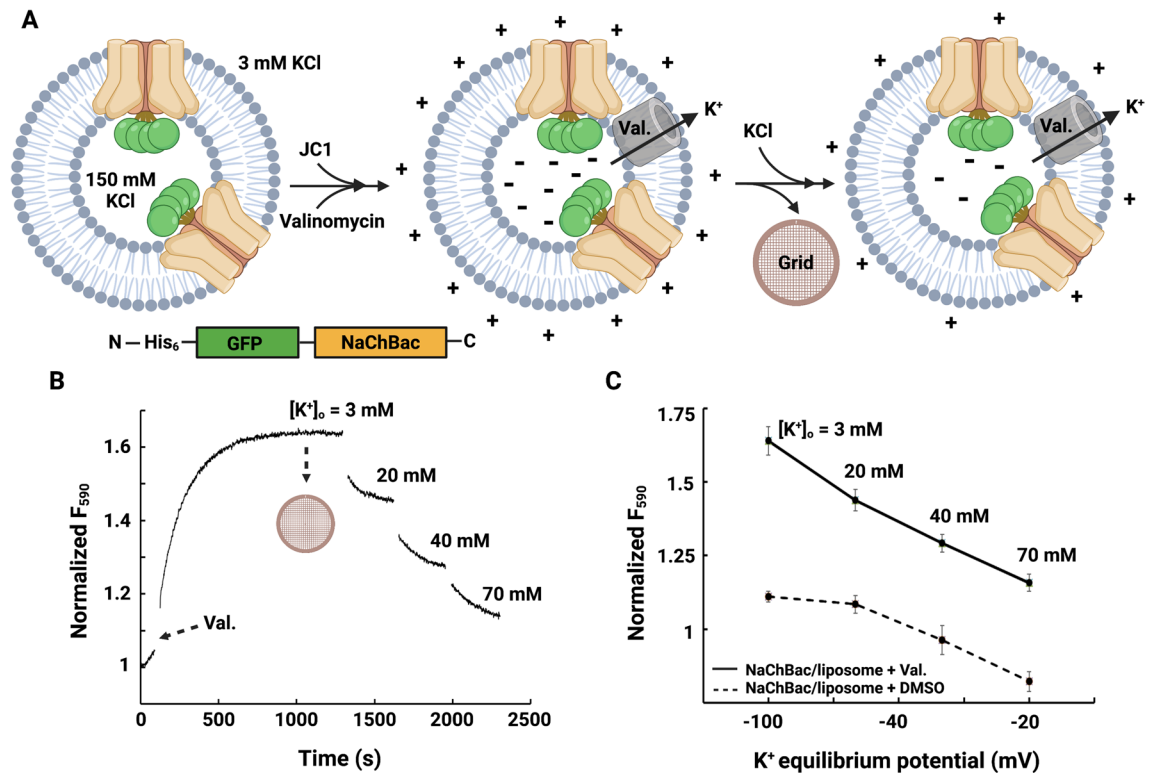 A
3 mM KCl
150 mM
KCl
JC1
Valinomycin
Val.
K⁺
KCl
Grid
Val.
K⁺
N – His₆ GFP NaChBac C
B
Normalized F₅₉₀
1.6
1.4
1.2
1
[K⁺]ₒ = 3 mM
20 mM
40 mM
70 mM
Val.
0 500 1000 1500 2000 2500
Time (s)
C
Normalized F₅₉₀
1.75
1.5
1.25
1
[K⁺]ₒ = 3 mM
20 mM
40 mM
70 mM
NaChBac/liposome + Val.
NaChBac/liposome + DMSO
-100 -40 -20
K⁺ equilibrium potential (mV)